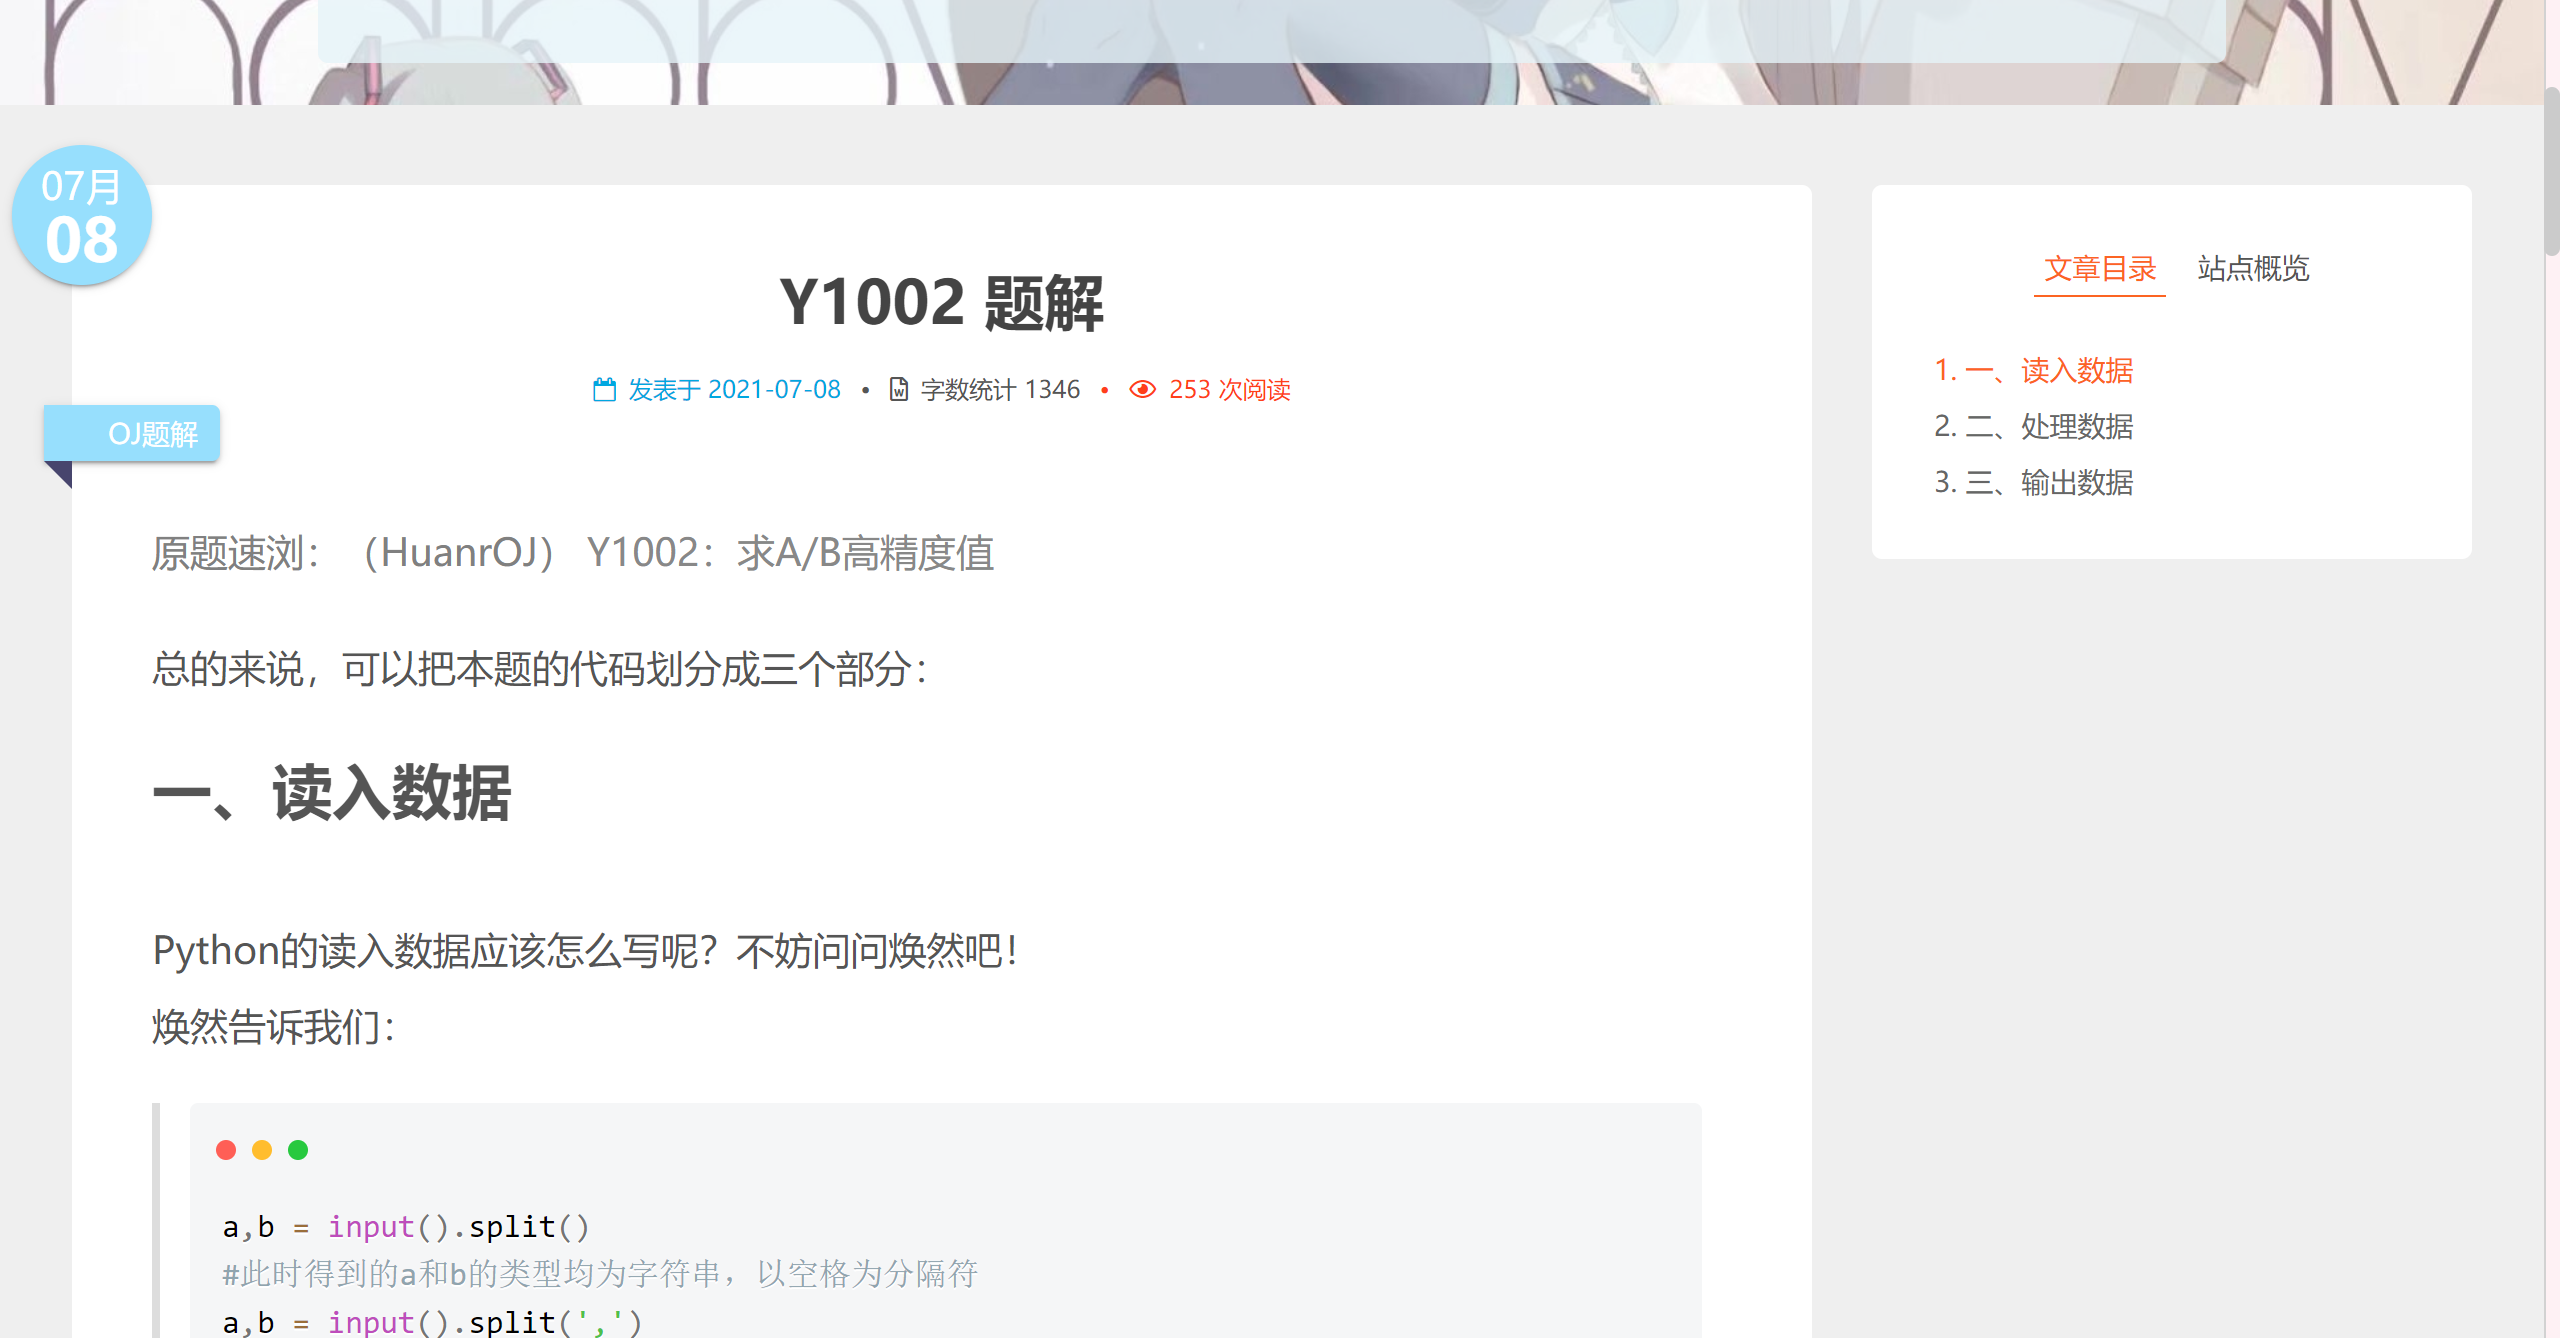 07月
08
Y1002 题解
发表于 2021-07-08 • 字数统计 1346 • 253 次阅读
OJ题解
原题速浏：（HuanrOJ） Y1002：求A/B高精度值
总的来说，可以把本题的代码划分成三个部分：
一、读入数据
Python的读入数据应该怎么写呢？不妨问问焕然吧！
焕然告诉我们：
a,b = input().split()
#此时得到的a和b的类型均为字符串，以空格为分隔符
a,b = input().split(',')
文章目录 站点概览
1. 一、读入数据
2. 二、处理数据
3. 三、输出数据